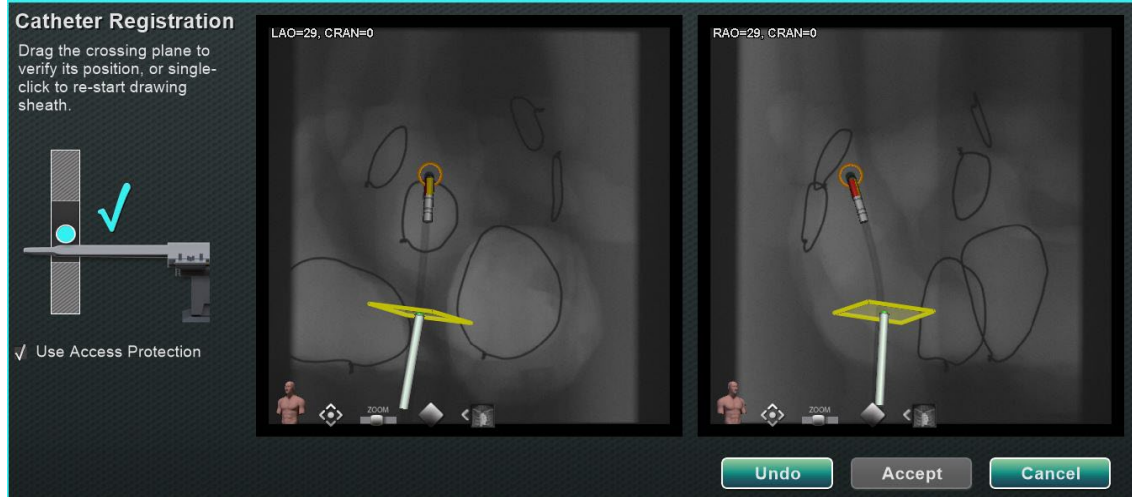 Catheter Registration
Drag the crossing plane to
verify its position, or single-
click to re-start drawing
sheath.
Use Access Protection
LAO=29, CRAN=0
ZOOM
RAO=29, CRAN=0
ZOOM
Undo
Accept
Cancel